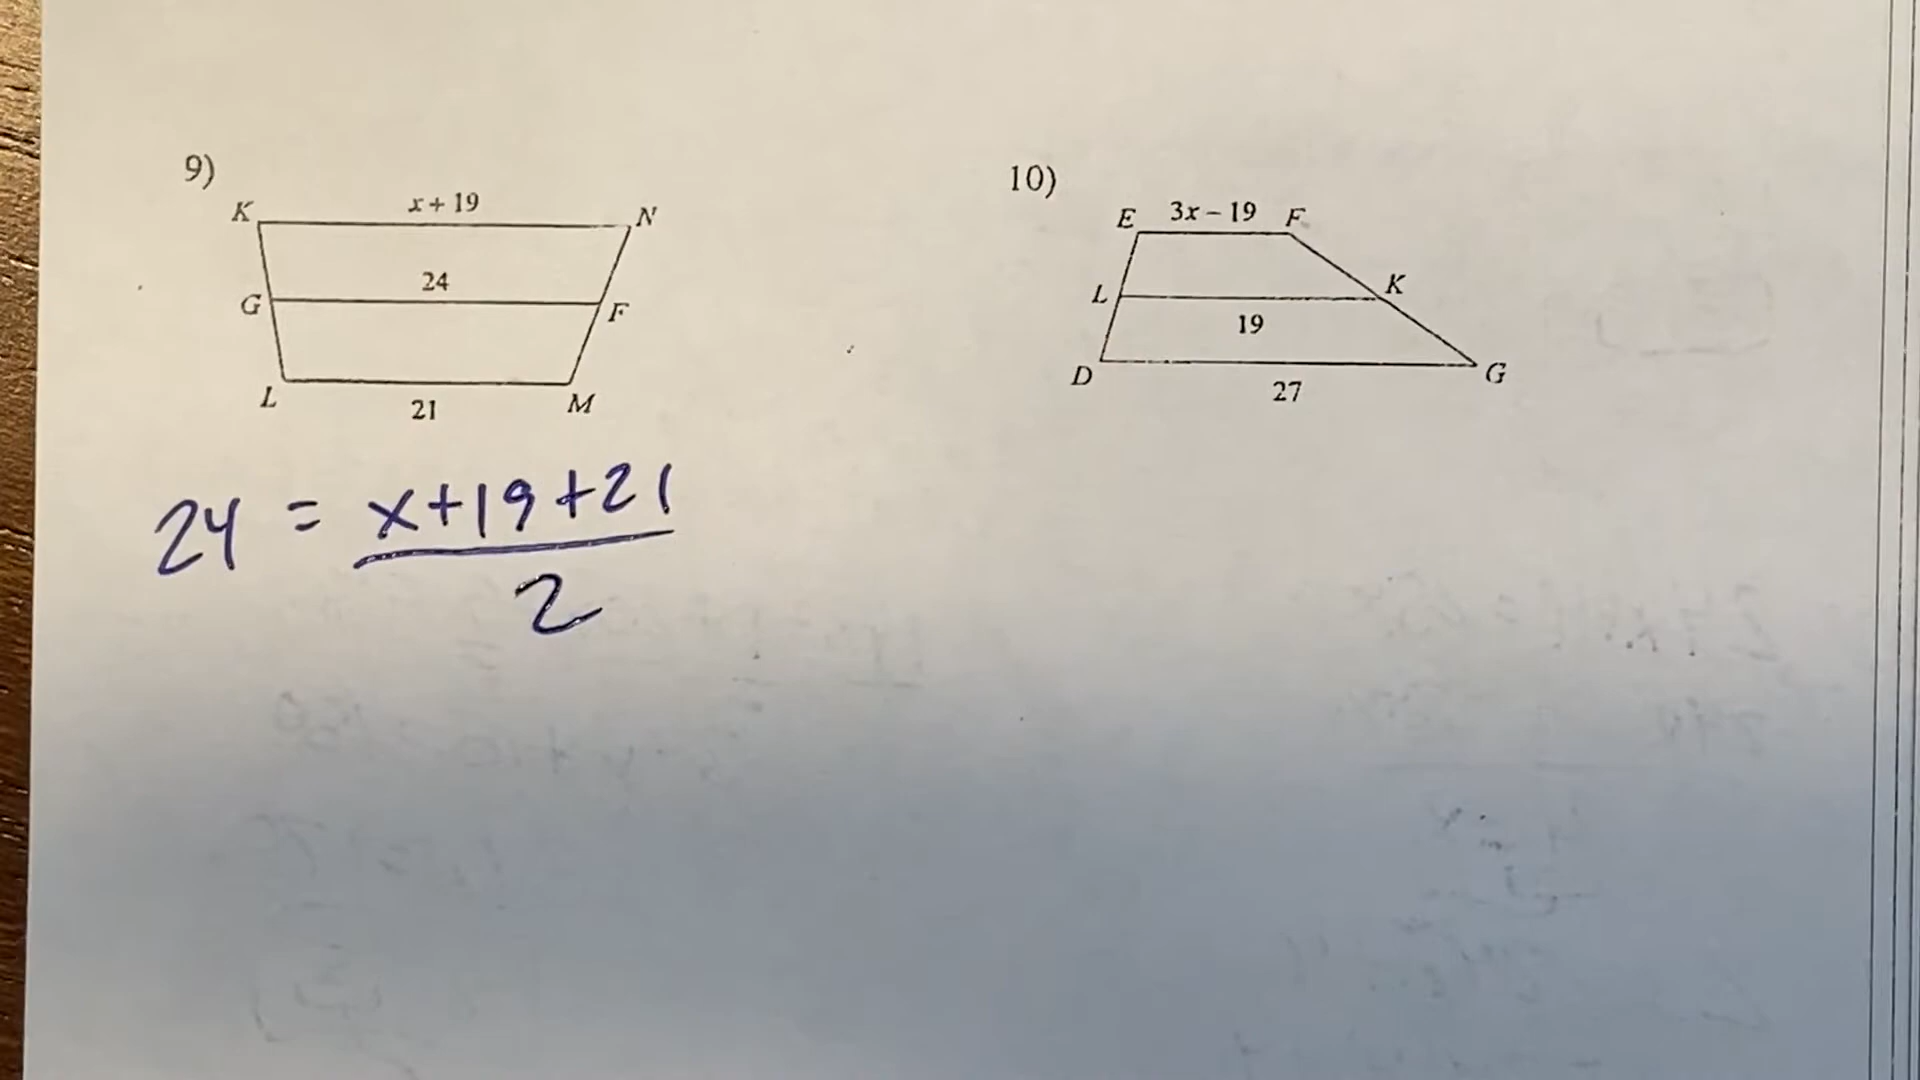 9)
K x + 19 N
24
G F
L M
21
24 = x+19+21
2
10)
E 3x – 19 F
L K
19
D G
27